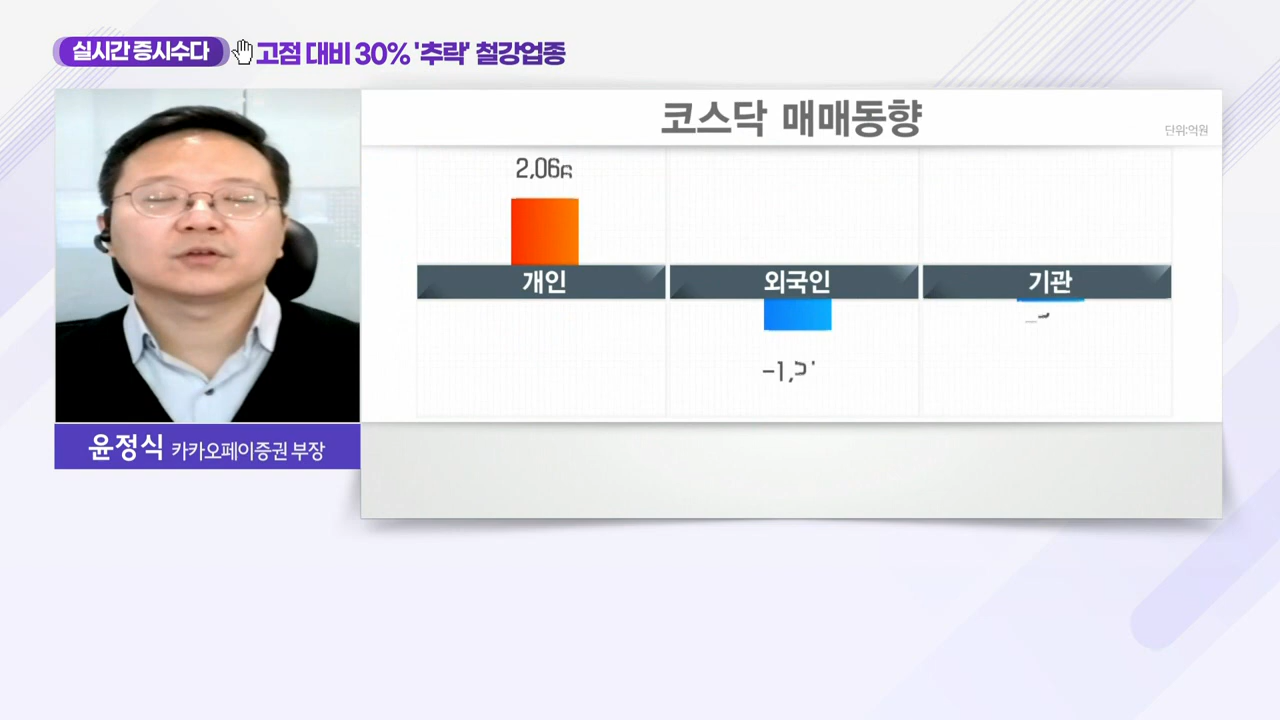 실시간 증시수다
고점 대비 30% '추락' 철강업종
코스닥 매매동향
단위:억원
개인
외국인
기관
윤정식 카카오페이증권 부장